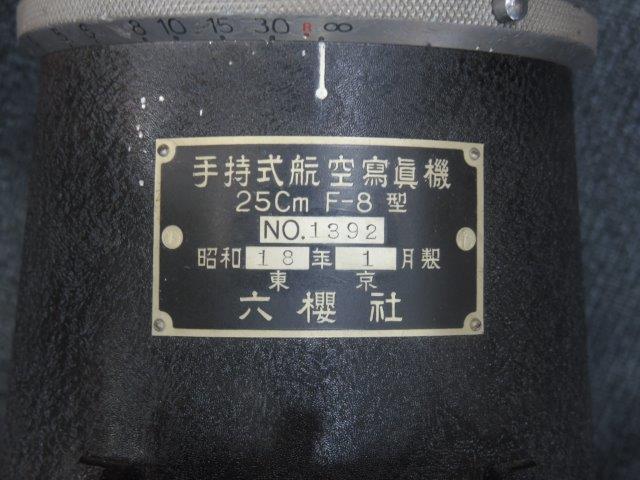 5 6 8 10 15 30 R ∞
手持式航空寫眞機
25Cm F-8 型
NO.1392
昭和 18 年 1 月製
東京
六櫻社